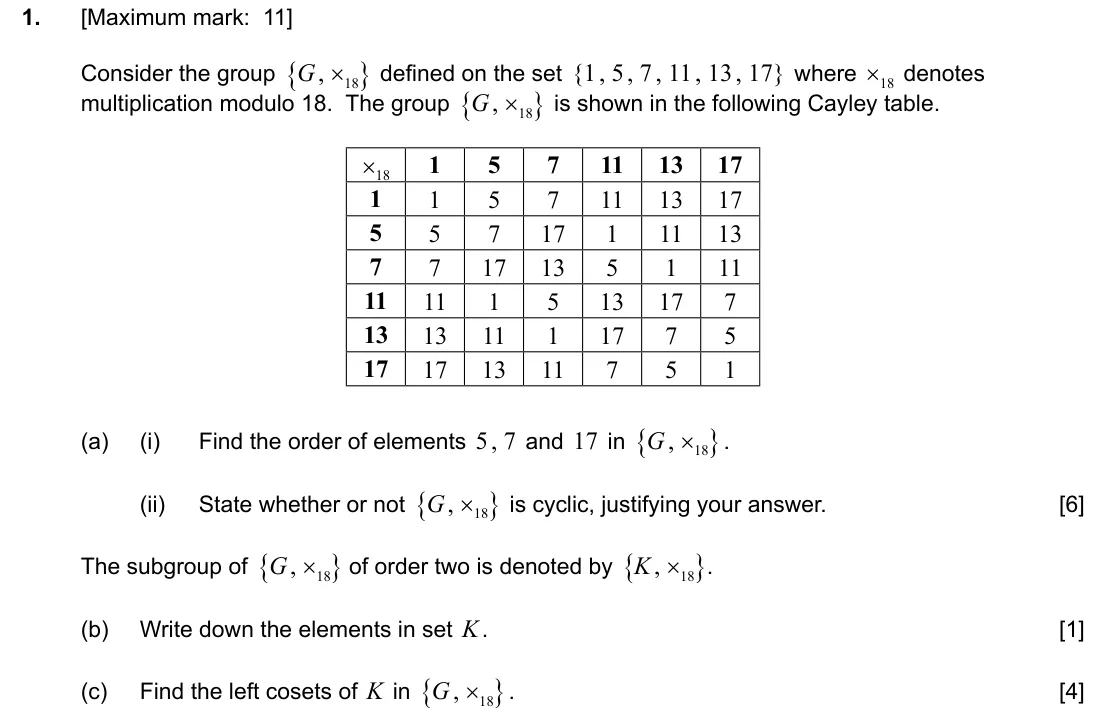 1. [Maximum mark: 11]
Consider the group {G, ×₁₈} defined on the set {1, 5, 7, 11, 13, 17} where ×₁₈ denotes
multiplication modulo 18. The group {G, ×₁₈} is shown in the following Cayley table.
×₁₈ 1 5 7 11 13 17
1 1 5 7 11 13 17
5 5 7 17 1 11 13
7 7 17 13 5 1 11
11 11 1 5 13 17 7
13 13 11 1 17 7 5
17 17 13 11 7 5 1
(a) (i) Find the order of elements 5, 7 and 17 in {G, ×₁₈}.
(ii) State whether or not {G, ×₁₈} is cyclic, justifying your answer. [6]
The subgroup of {G, ×₁₈} of order two is denoted by {K, ×₁₈}.
(b) Write down the elements in set K. [1]
(c) Find the left cosets of K in {G, ×₁₈}. [4]